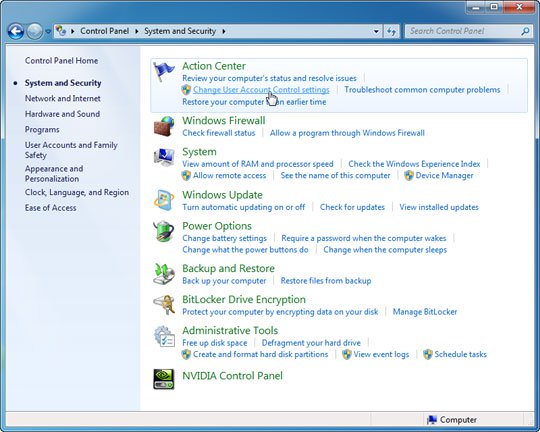 Control Panel
System and Security
Search Control Panel
Control Panel Home
System and Security
Network and Internet
Hardware and Sound
Programs
User Accounts and Family
Safety
Appearance and
Personalization
Clock, Language, and Region
Ease of Access
Action Center
Review your computer's status and resolve issues
Change User Account Control settings Troubleshoot common computer problems
Restore your computer an earlier time
Windows Firewall
Check firewall status Allow a program through Windows Firewall
System
View amount of RAM and processor speed Check the Windows Experience Index
Allow remote access See the name of this computer Device Manager
Windows Update
Turn automatic updating on or off Check for updates View installed updates
Power Options
Change battery settings Require a password when the computer wakes
Change what the power buttons do Change when the computer sleeps
Backup and Restore
Back up your computer Restore files from backup
BitLocker Drive Encryption
Protect your computer by encrypting data on your disk Manage BitLocker
Administrative Tools
Free up disk space Defragment your hard drive
Create and format hard disk partitions View event logs Schedule tasks
NVIDIA Control Panel
Computer